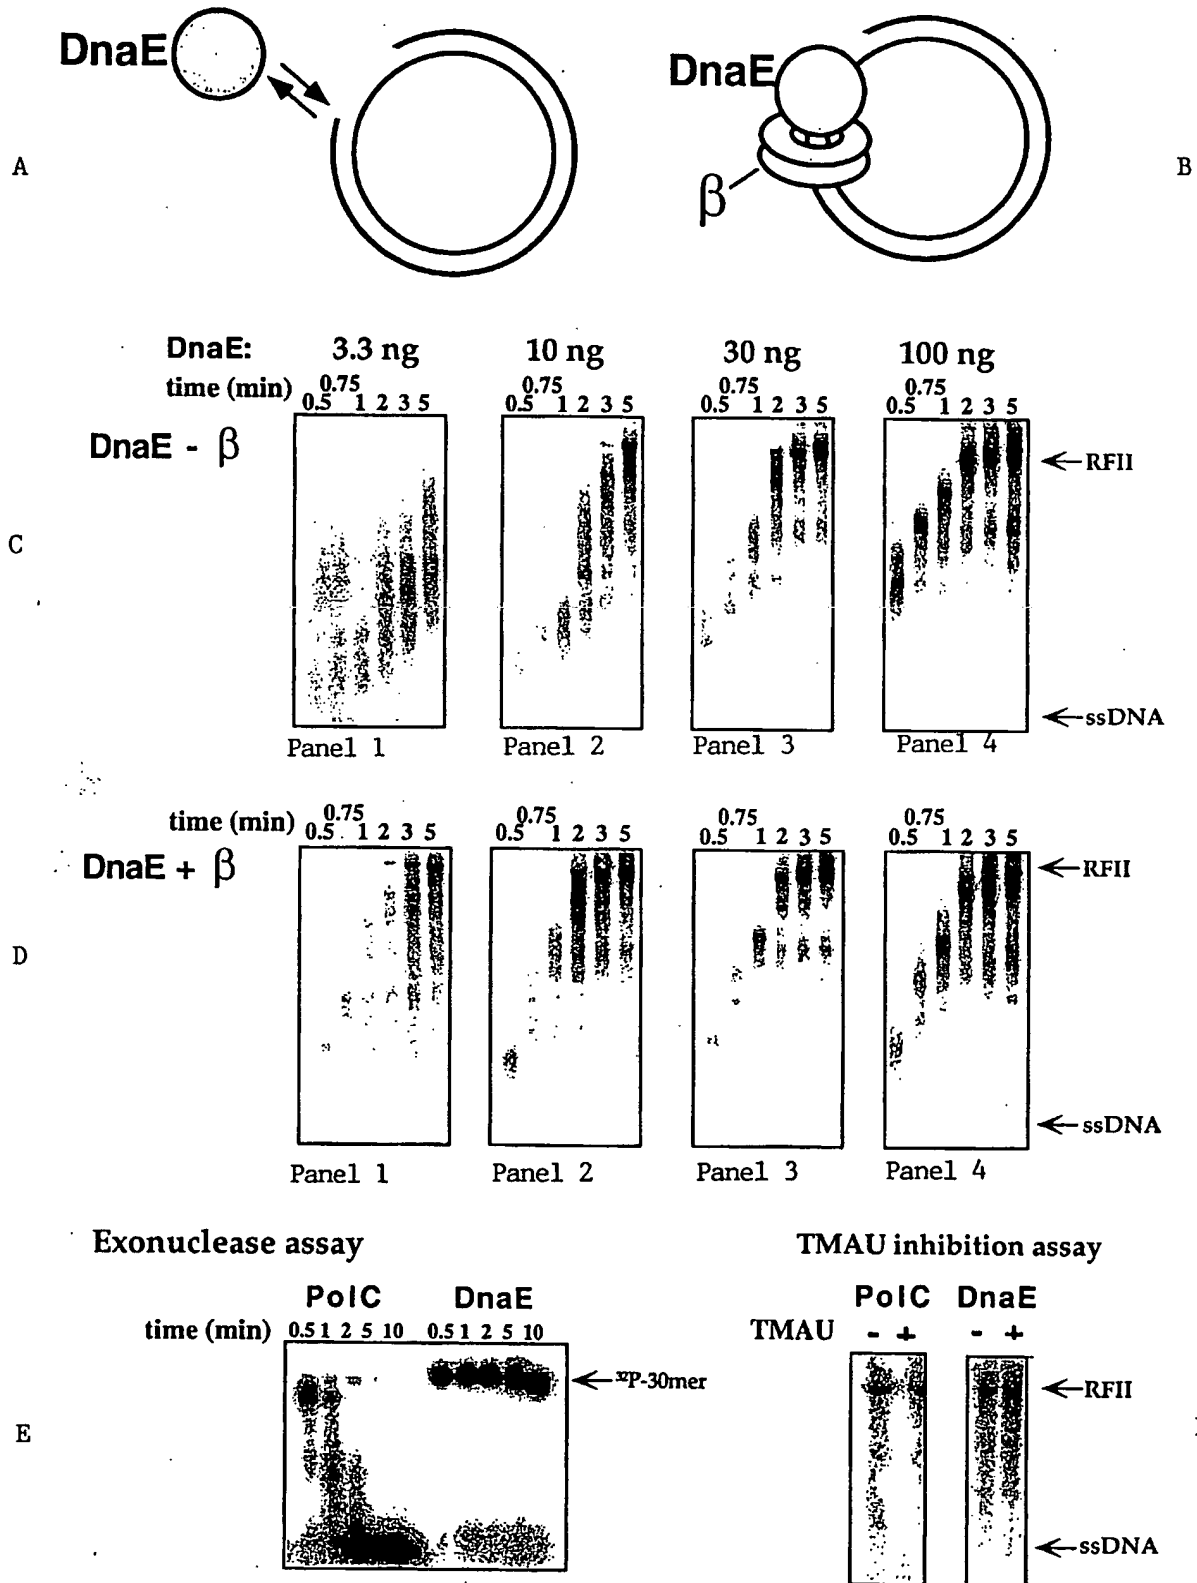 DnaE
DnaE
A
B
β
DnaE: 3.3 ng 10 ng 30 ng 100 ng
time (min) 0.5 0.75 1 2 3 5 0.5 0.75 1 2 3 5 0.5 0.75 1 2 3 5 0.5 0.75 1 2 3 5
DnaE - β
RFII
C
ssDNA
Panel 1 Panel 2 Panel 3 Panel 4
time (min) 0.5 0.75 1 2 3 5 0.5 0.75 1 2 3 5 0.5 0.75 1 2 3 5 0.5 0.75 1 2 3 5
DnaE + β
RFII
D
ssDNA
Panel 1 Panel 2 Panel 3 Panel 4
Exonuclease assay
TMAU inhibition assay
PolC DnaE
PolC DnaE
time (min) 0.5 1 2 5 10 0.5 1 2 5 10
TMAU - + - +
³²P-30mer
RFII
E
ssDNA